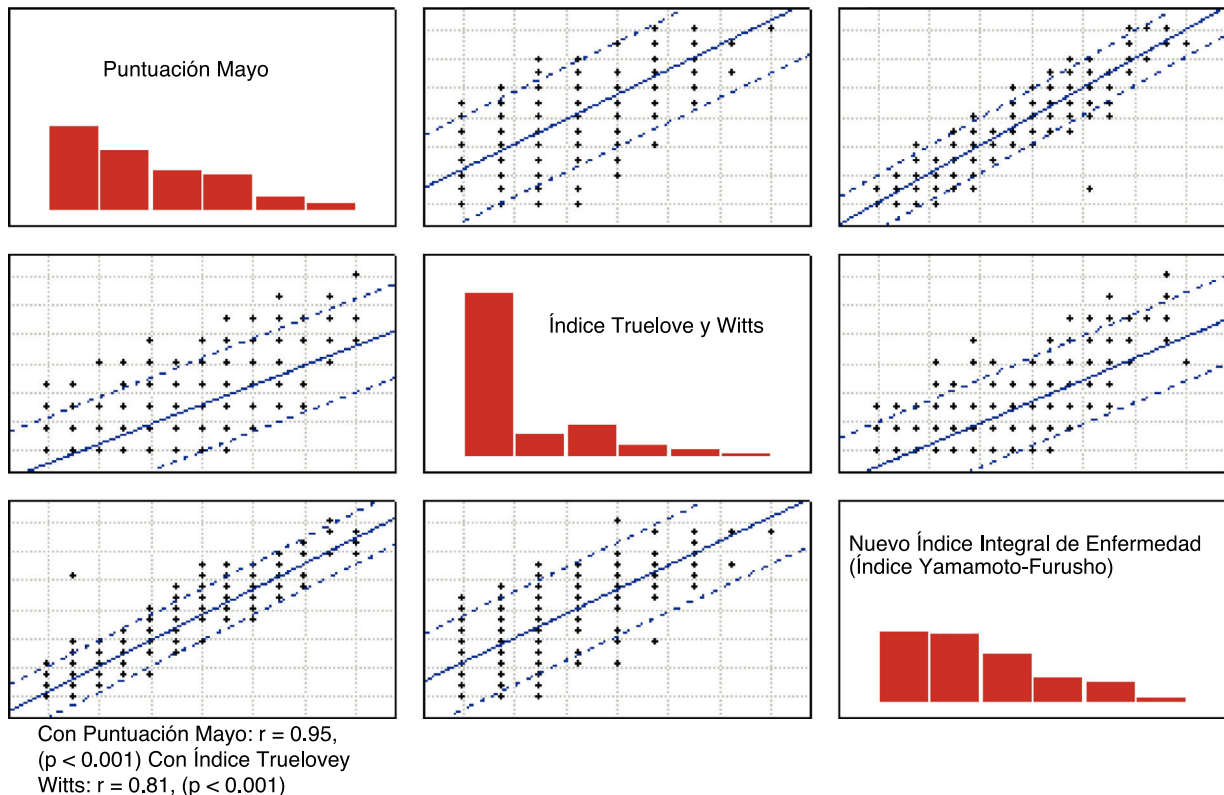 Puntuación Mayo
Índice Truelove y Witts
Nuevo Índice Integral de Enfermedad
(Índice Yamamoto-Furusho)
Con Puntuación Mayo: r = 0.95,
(p < 0.001) Con Índice Truelovey
Witts: r = 0.81, (p < 0.001)